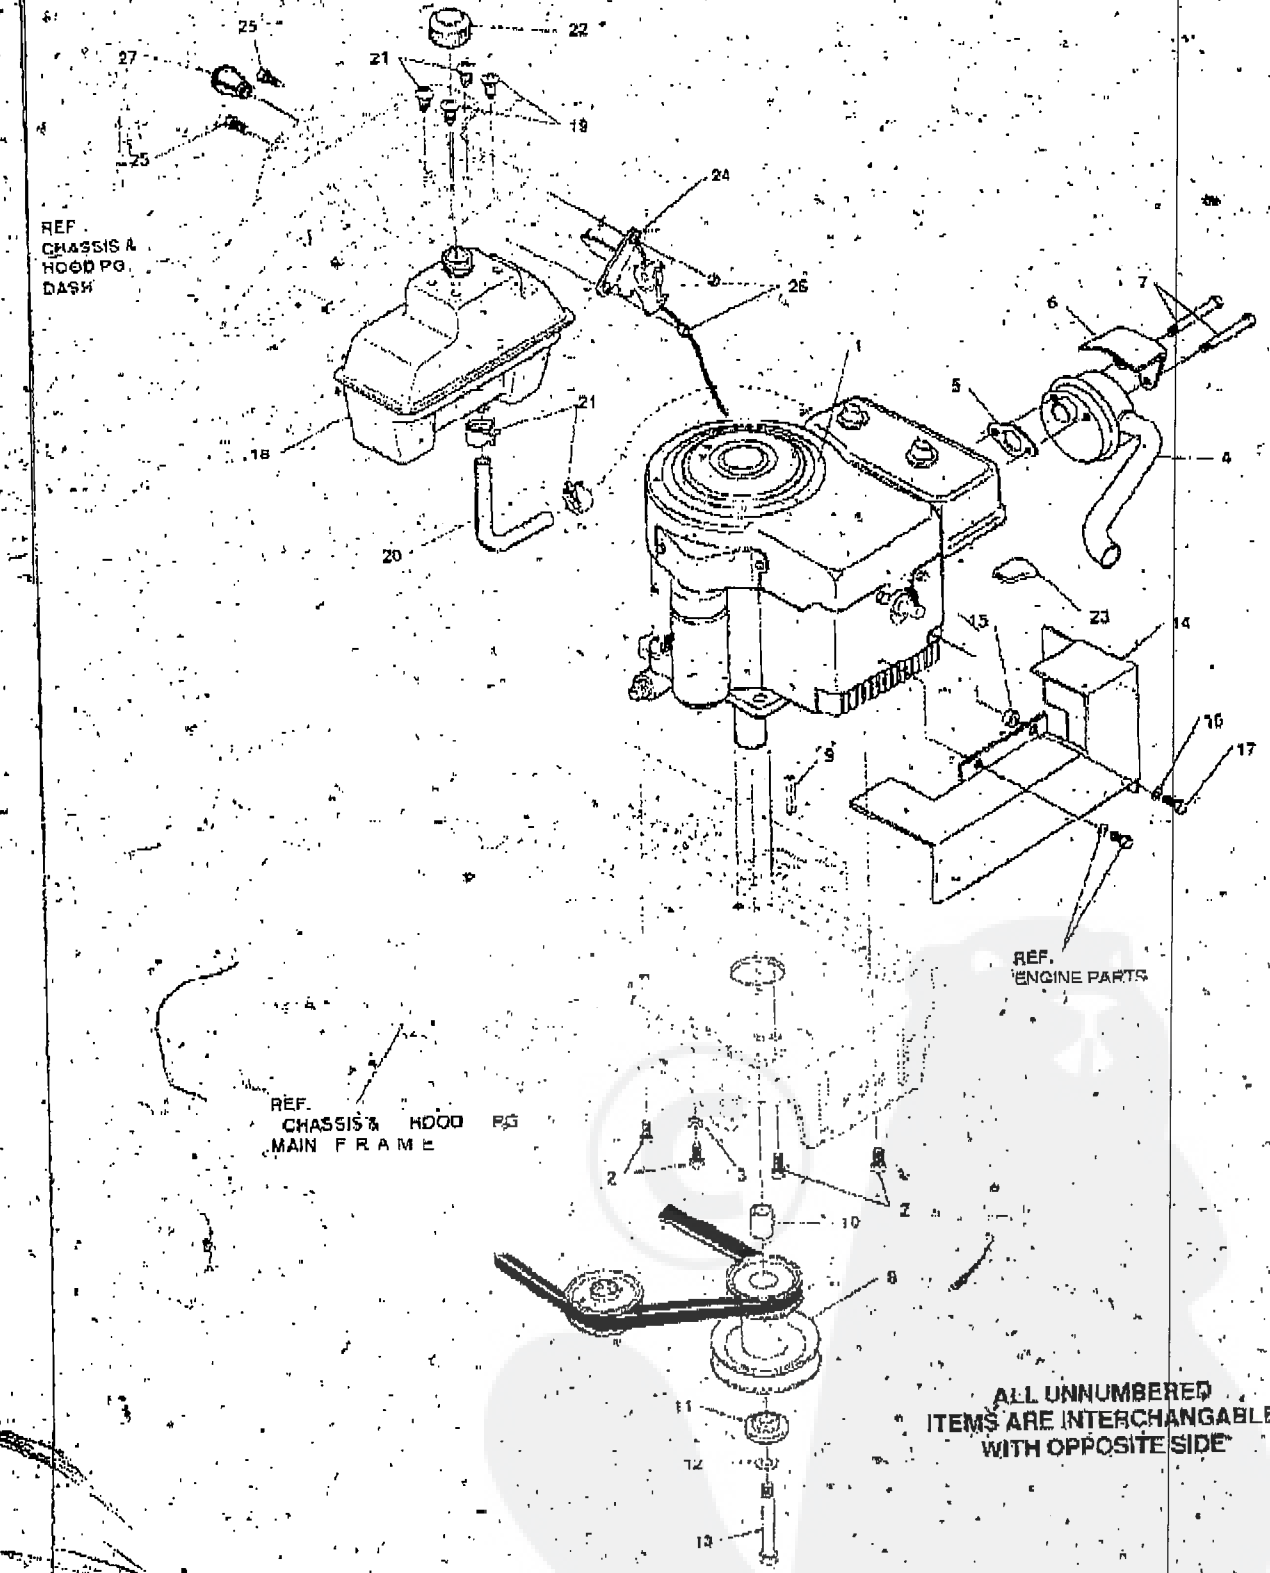 22
25
27
21
19
25
24
REF.
CHASSIS &
HOOD PG.
DASH
26
6
7
1
5
21
18
4
20
23
15
14
16
17
9
REF.
ENGINE PARTS
REF.
CHASSIS & HOOD PG
MAIN FRAME
2
3
2
10
8
11
ALL UNNUMBERED
ITEMS ARE INTERCHANGABLE
WITH OPPOSITE SIDE
12
13
©